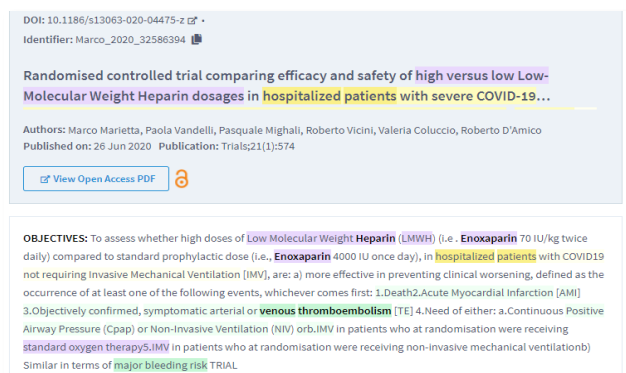 DOI: 10.1186/s13063-020-04475-z •
Identifier: Marco_2020_32586394
Randomised controlled trial comparing efficacy and safety of high versus low Low-
Molecular Weight Heparin dosages in hospitalized patients with severe COVID-19...
Authors: Marco Marietta, Paola Vandelli, Pasquale Mighali, Roberto Vicini, Valeria Coluccio, Roberto D'Amico
Published on: 26 Jun 2020 Publication: Trials;21(1):574
View Open Access PDF
OBJECTIVES: To assess whether high doses of Low Molecular Weight Heparin (LMWH) (i.e . Enoxaparin 70 IU/kg twice
daily) compared to standard prophylactic dose (i.e., Enoxaparin 4000 IU once day), in hospitalized patients with COVID19
not requiring Invasive Mechanical Ventilation [IMV], are: a) more effective in preventing clinical worsening, defined as the
occurrence of at least one of the following events, whichever comes first: 1.Death2.Acute Myocardial Infarction [AMI]
3.Objectively confirmed, symptomatic arterial or venous thromboembolism [TE] 4.Need of either: a.Continuous Positive
Airway Pressure (Cpap) or Non-Invasive Ventilation (NIV) orb.IMV in patients who at randomisation were receiving
standard oxygen therapy5.IMV in patients who at randomisation were receiving non-invasive mechanical ventilationb)
Similar in terms of major bleeding risk TRIAL